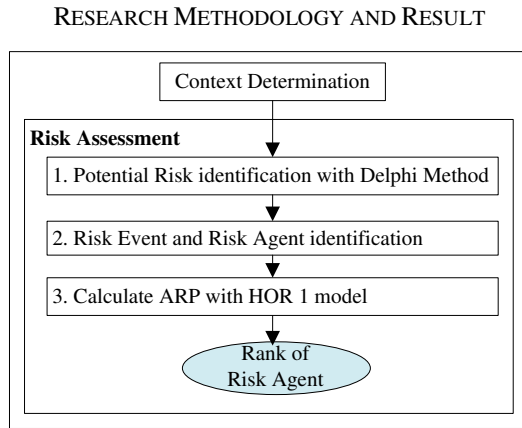 RESEARCH METHODOLOGY AND RESULT
Context Determination
Risk Assessment
1. Potential Risk identification with Delphi Method
2. Risk Event and Risk Agent identification
3. Calculate ARP with HOR 1 model
Rank of
Risk Agent